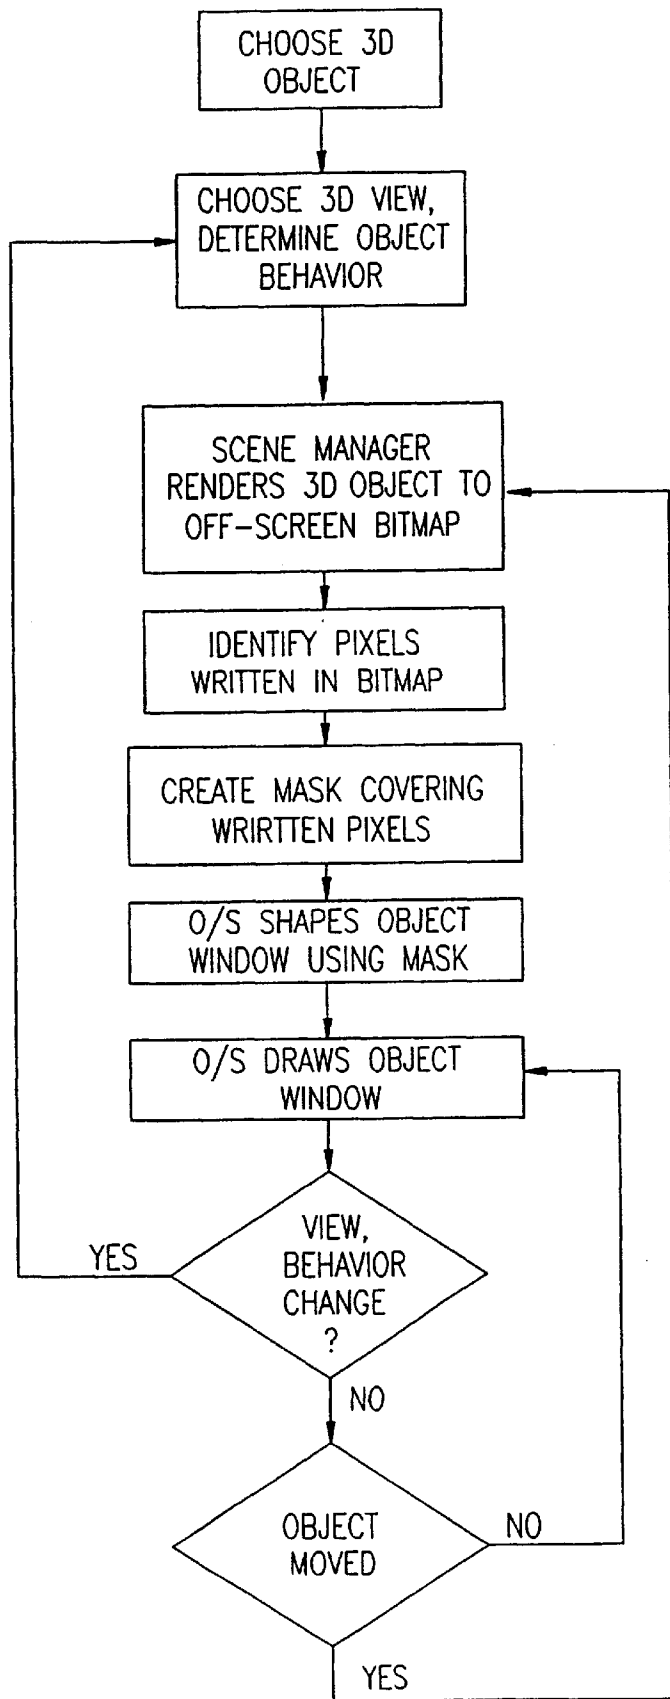 CHOOSE 3D
OBJECT
CHOOSE 3D VIEW,
DETERMINE OBJECT
BEHAVIOR
SCENE MANAGER
RENDERS 3D OBJECT TO
OFF-SCREEN BITMAP
IDENTIFY PIXELS
WRITTEN IN BITMAP
CREATE MASK COVERING
WRIRTTEN PIXELS
O/S SHAPES OBJECT
WINDOW USING MASK
O/S DRAWS OBJECT
WINDOW
VIEW,
BEHAVIOR
CHANGE
?
YES
NO
OBJECT
MOVED
NO
YES